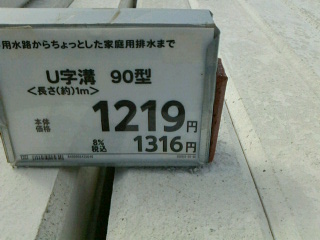 用水路からちょっとした家庭用排水まで
U字溝 90型
<長さ(約)1m>
本体価格 1219円
8%税込 1316円